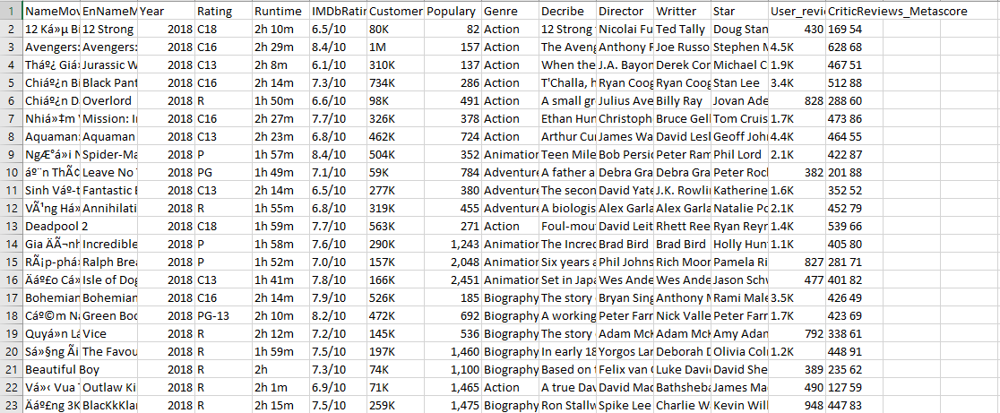 1 NameMov EnNameM Year Rating Runtime IMDbRatin Customer Populary Genre Decribe Director Writter Star User_revie CriticReviews_Metascore
2 12 Ká»µ Bi 12 Strong 2018 C18 2h 10m 6.5/10 80K 82 Action 12 Strong Nicolai Fu Ted Tally Doug Stan 430 169 54
3 Avengers: Avengers: 2018 C16 2h 29m 8.4/10 1M 157 Action The Aveng Anthony R Joe Russo Stephen M 4.5K 628 68
4 Tháº¿ Giá» Jurassic W 2018 C13 2h 8m 6.1/10 310K 137 Action When the J.A. Bayon Derek Con Michael C 1.9K 467 51
5 Chiáº¿n Bi Black Pant 2018 C16 2h 14m 7.3/10 734K 286 Action T'Challa, h Ryan Coog Ryan Coog Stan Lee 3.4K 512 88
6 Chiáº¿n D Overlord 2018 R 1h 50m 6.6/10 98K 491 Action A small gr Julius Ave Billy Ray Jovan Ade 828 288 60
7 Nhiá»‡m V Mission: In 2018 C16 2h 27m 7.7/10 326K 378 Action Ethan Hun Christoph Bruce Gell Tom Cruis 1.7K 473 86
8 Aquaman: Aquaman 2018 C13 2h 23m 6.8/10 462K 724 Action Arthur Cur James Wa David Lesl Geoff John 4.4K 464 55
9 NgÆ°á»i N Spider-Ma 2018 P 1h 57m 8.4/10 504K 352 Animation Teen Mile Bob Persic Peter Ram Phil Lord 2.1K 422 87
10 áº¨n ThÃ¢ Leave No 2018 PG 1h 49m 7.1/10 59K 784 Adventure A father a Debra Gra Debra Gra Peter Rock 382 201 88
11 Sinh Váº­t Fantastic B 2018 C13 2h 14m 6.5/10 277K 380 Adventure The secon David Yate J.K. Rowlin Katherine 1.6K 352 52
12 VÃ¹ng Há» Annihilati 2018 R 1h 55m 6.8/10 319K 455 Adventure A biologis Alex Garla Alex Garla Natalie Po 2.1K 452 79
13 Deadpool 2 2018 C18 1h 59m 7.7/10 563K 271 Action Foul-mou David Leit Rhett Ree Ryan Reyn 1.4K 539 66
14 Gia ÄÃ¬nh Incredible 2018 P 1h 58m 7.6/10 290K 1,243 Animation The Incred Brad Bird Brad Bird Holly Hun 1.1K 405 80
15 RÃ¡p-phá» Ralph Brea 2018 P 1h 52m 7.0/10 157K 2,048 Animation Six years a Phil Johns Rich Moor Pamela Ri 827 281 71
16 Äáº£o Cá» Isle of Dog 2018 C13 1h 41m 7.8/10 166K 2,451 Animation Set in Japa Wes Ande Wes Ande Jason Schw 477 401 82
17 Bohemian Bohemian 2018 C16 2h 14m 7.9/10 526K 185 Biography The story Bryan Sing Anthony M Rami Male 3.5K 426 49
18 Cáº©m Na Green Boo 2018 PG-13 2h 10m 8.2/10 472K 692 Biography A working Peter Farr Nick Valle Peter Farr 1.7K 423 69
19 Quyá»n Lá Vice 2018 R 2h 12m 7.2/10 145K 536 Biography The story Adam McK Adam McK Amy Adan 792 338 61
20 Sá»§ng Ãi The Favou 2018 R 1h 59m 7.5/10 197K 1,460 Biography In early 18 Yorgos Lar Deborah D Olivia Coln 1.2K 448 91
21 Beautiful Boy 2018 R 2h 7.3/10 74K 1,100 Biography Based on t Felix van G Luke Davie David She 389 235 62
22 Vá»‹ Vua T Outlaw Ki 2018 R 2h 1m 6.9/10 71K 1,465 Action A true Dav David Mac Bathsheba James Ma 490 127 59
23 Äáº£ng 3K BlacKkKlan 2018 R 2h 15m 7.5/10 259K 1,475 Biography Ron Stallw Spike Lee Charlie W Kevin Will 948 447 83